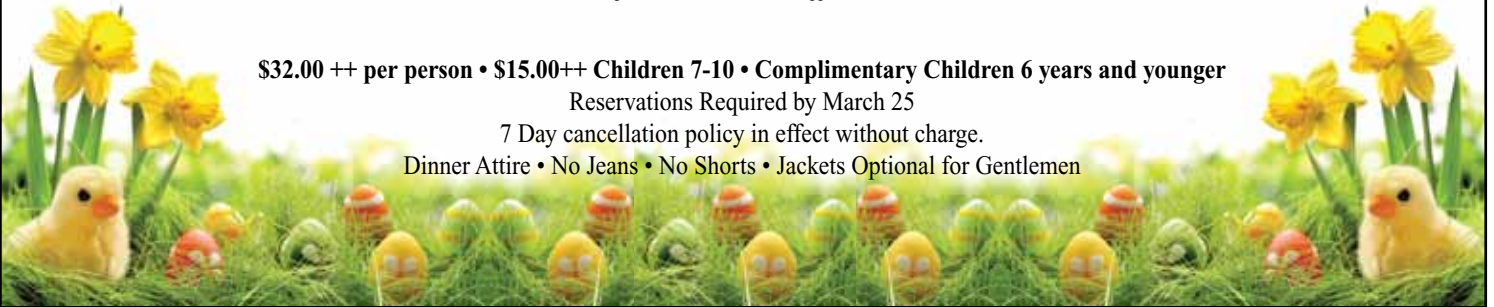 $32.00 ++ per person • $15.00++ Children 7-10 • Complimentary Children 6 years and younger
Reservations Required by March 25
7 Day cancellation policy in effect without charge.
Dinner Attire • No Jeans • No Shorts • Jackets Optional for Gentlemen